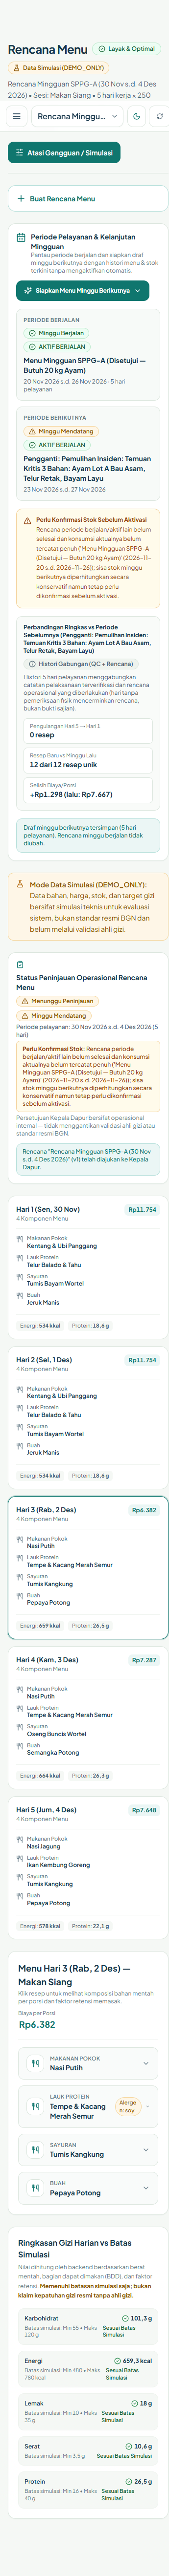 Rencana Menu
Layak & Optimal
Data Simulasi (DEMO_ONLY)
Rencana Mingguan SPPG-A (30 Nov s.d. 4 Des
2026) • Sesi: Makan Siang • 5 hari kerja × 250
Rencana Menggu...
Atasi Gangguan / Simulasi
Buat Rencana Menu
Periode Pelayanan & Kelanjutan
Mingguan
Pantau periode berjalan dan siapkan draf
minggu berikutnya dengan histori menu & stok
terkini tanpa mengaktifkan otomatis.
Siapkan Menu Minggu Berikutnya
PERIODE BERJALAN
Minggu Berjalan
AKTIF BERJALAN
Menu Mingguan SPPG-A (Disetujui —
Butuh 20 kg Ayam)
20 Nov 2026 s.d. 26 Nov 2026 · 5 hari
pelayanan
PERIODE BERIKUTNYA
Minggu Mendatang
AKTIF BERJALAN
Pengganti: Pemulihan Insiden: Temuan
Kritis 3 Bahan: Ayam Lot A Bau Asam,
Telur Retak, Bayam Layu
23 Nov 2026 s.d. 27 Nov 2026
Perlu Konfirmasi Stok Sebelum Aktivasi
Rencana periode berjalan/aktif lain belum
selesai dan konsumsi aktualnya belum
tercatat penuh ('Menu Mingguan SPPG-A
(Disetujui — Butuh 20 kg Ayam)' (2026-11-
20 s.d. 2026-11-26)); sisa stok minggu
berikutnya diperhitungkan secara
konservatif namun tetap perlu
dikonfirmasi sebelum aktivasi.
Perbandingan Ringkas vs Periode
Sebelumnya (Pengganti: Pemulihan Insiden:
Temuan Kritis 3 Bahan: Ayam Lot A Bau Asam,
Telur Retak, Bayam Layu)
Histori Gabungan (QC + Rencana)
Histori 5 hari pelayanan menggabungkan
catatan pelaksanaan terverifikasi dan rencana
operasional yang diberlakukan (hari tanpa
pemeriksaan fisik mencerminkan rencana,
bukan bukti sajian).
Pengulangan Hari 5 → Hari 1
0 resep
Resep Baru vs Minggu Lalu
12 dari 12 resep unik
Selisih Biaya/Porsi
+Rp1.298 (lalu: Rp7.667)
Draf minggu berikutnya tersimpan (5 hari
pelayanan). Rencana minggu berjalan tidak
diubah.
Mode Data Simulasi (DEMO_ONLY):
Data bahan, harga, stok, dan target gizi
bersifat simulasi teknis untuk evaluasi
sistem, bukan standar resmi BGN dan
belum melalui validasi ahli gizi.
Status Peninjauan Operasional Rencana
Menu
Menunggu Peninjauan
Minggu Mendatang
Periode pelayanan: 30 Nov 2026 s.d. 4 Des 2026 (5
hari)
Perlu Konfirmasi Stok: Rencana periode
berjalan/aktif lain belum selesai dan konsumsi
aktualnya belum tercatat penuh ('Menu
Mingguan SPPG-A (Disetujui — Butuh 20 kg
Ayam)' (2026-11-20 s.d. 2026-11-26)); sisa stok
minggu berikutnya diperhitungkan secara
konservatif namun tetap perlu dikonfirmasi
sebelum aktivasi.
Persetujuan Kepala Dapur bersifat operasional
internal — tidak menggantikan validasi ahli gizi atau
standar resmi BGN.
Rencana "Rencana Mingguan SPPG-A (30 Nov
s.d. 4 Des 2026)" (v1) telah diajukan ke Kepala
Dapur.
Hari 1 (Sen, 30 Nov)
Rp11.754
4 Komponen Menu
Makanan Pokok
Kentang & Ubi Panggang
Lauk Protein
Telur Balado & Tahu
Sayuran
Tumis Bayam Wortel
Buah
Jeruk Manis
Energi: 534 kkal
Protein: 18,6 g
Hari 2 (Sel, 1 Des)
Rp11.754
4 Komponen Menu
Makanan Pokok
Kentang & Ubi Panggang
Lauk Protein
Telur Balado & Tahu
Sayuran
Tumis Bayam Wortel
Buah
Jeruk Manis
Energi: 534 kkal
Protein: 18,6 g
Hari 3 (Rab, 2 Des)
Rp6.382
4 Komponen Menu
Makanan Pokok
Nasi Putih
Lauk Protein
Tempe & Kacang Merah Semur
Sayuran
Tumis Kangkung
Buah
Pepaya Potong
Energi: 659 kkal
Protein: 26,5 g
Hari 4 (Kam, 3 Des)
Rp7.287
4 Komponen Menu
Makanan Pokok
Nasi Putih
Lauk Protein
Tempe & Kacang Merah Semur
Sayuran
Oseng Buncis Wortel
Buah
Semangka Potong
Energi: 664 kkal
Protein: 26,3 g
Hari 5 (Jum, 4 Des)
Rp7.648
4 Komponen Menu
Makanan Pokok
Nasi Jagung
Lauk Protein
Ikan Kembung Goreng
Sayuran
Tumis Kangkung
Buah
Pepaya Potong
Energi: 578 kkal
Protein: 22,1 g
Menu Hari 3 (Rab, 2 Des) —
Makan Siang
Klik resep untuk melihat komposisi bahan mentah
per porsi dan faktor retensi memasak.
Biaya per Porsi
Rp6.382
MAKANAN POKOK
Nasi Putih
LAUK PROTEIN
Tempe & Kacang
Merah Semur
Alerge
n: soy
SAYURAN
Tumis Kangkung
BUAH
Pepaya Potong
Ringkasan Gizi Harian vs Batas
Simulasi
Nilai dihitung oleh backend berdasarkan berat
mentah, bagian dapat dimakan (BDD), dan faktor
retensi. Memenuhi batasan simulasi saja; bukan
klaim kepatuhan gizi resmi tanpa ahli gizi.
Karbohidrat
101,3 g
Batas simulasi: Min 55 • Maks
120 g
Sesuai Batas
Simulasi
Energi
659,3 kkal
Batas simulasi: Min 480 • Maks
780 kkal
Sesuai Batas
Simulasi
Lemak
18 g
Batas simulasi: Min 10 • Maks
35 g
Sesuai Batas
Simulasi
Serat
10,6 g
Batas simulasi: Min 3,5 g
Sesuai Batas Simulasi
Protein
26,5 g
Batas simulasi: Min 16 • Maks
40 g
Sesuai Batas
Simulasi